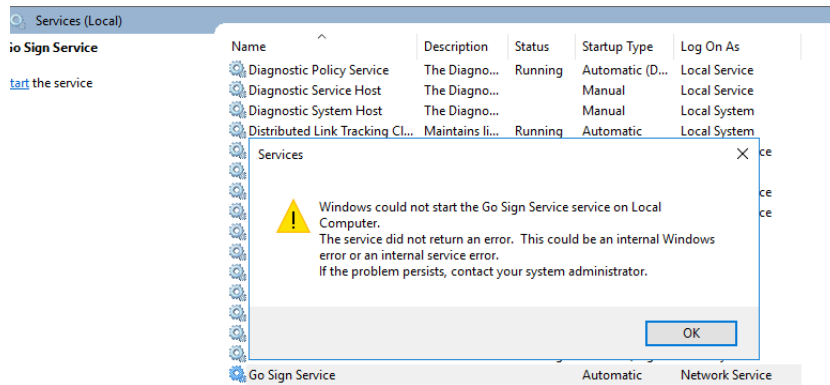 Services (Local)
Go Sign Service
Name Description Status Startup Type Log On As
Diagnostic Policy Service The Diagno... Running Automatic (D... Local Service
tart the service
Diagnostic Service Host The Diagno... Manual Local Service
Diagnostic System Host The Diagno... Manual Local System
Distributed Link Tracking Cl... Maintains li... Running Automatic Local System
Services
ce
ce
ce
Windows could not start the Go Sign Service service on Local
Computer.
The service did not return an error. This could be an internal Windows
error or an internal service error.
If the problem persists, contact your system administrator.
OK
Go Sign Service Automatic Network Service